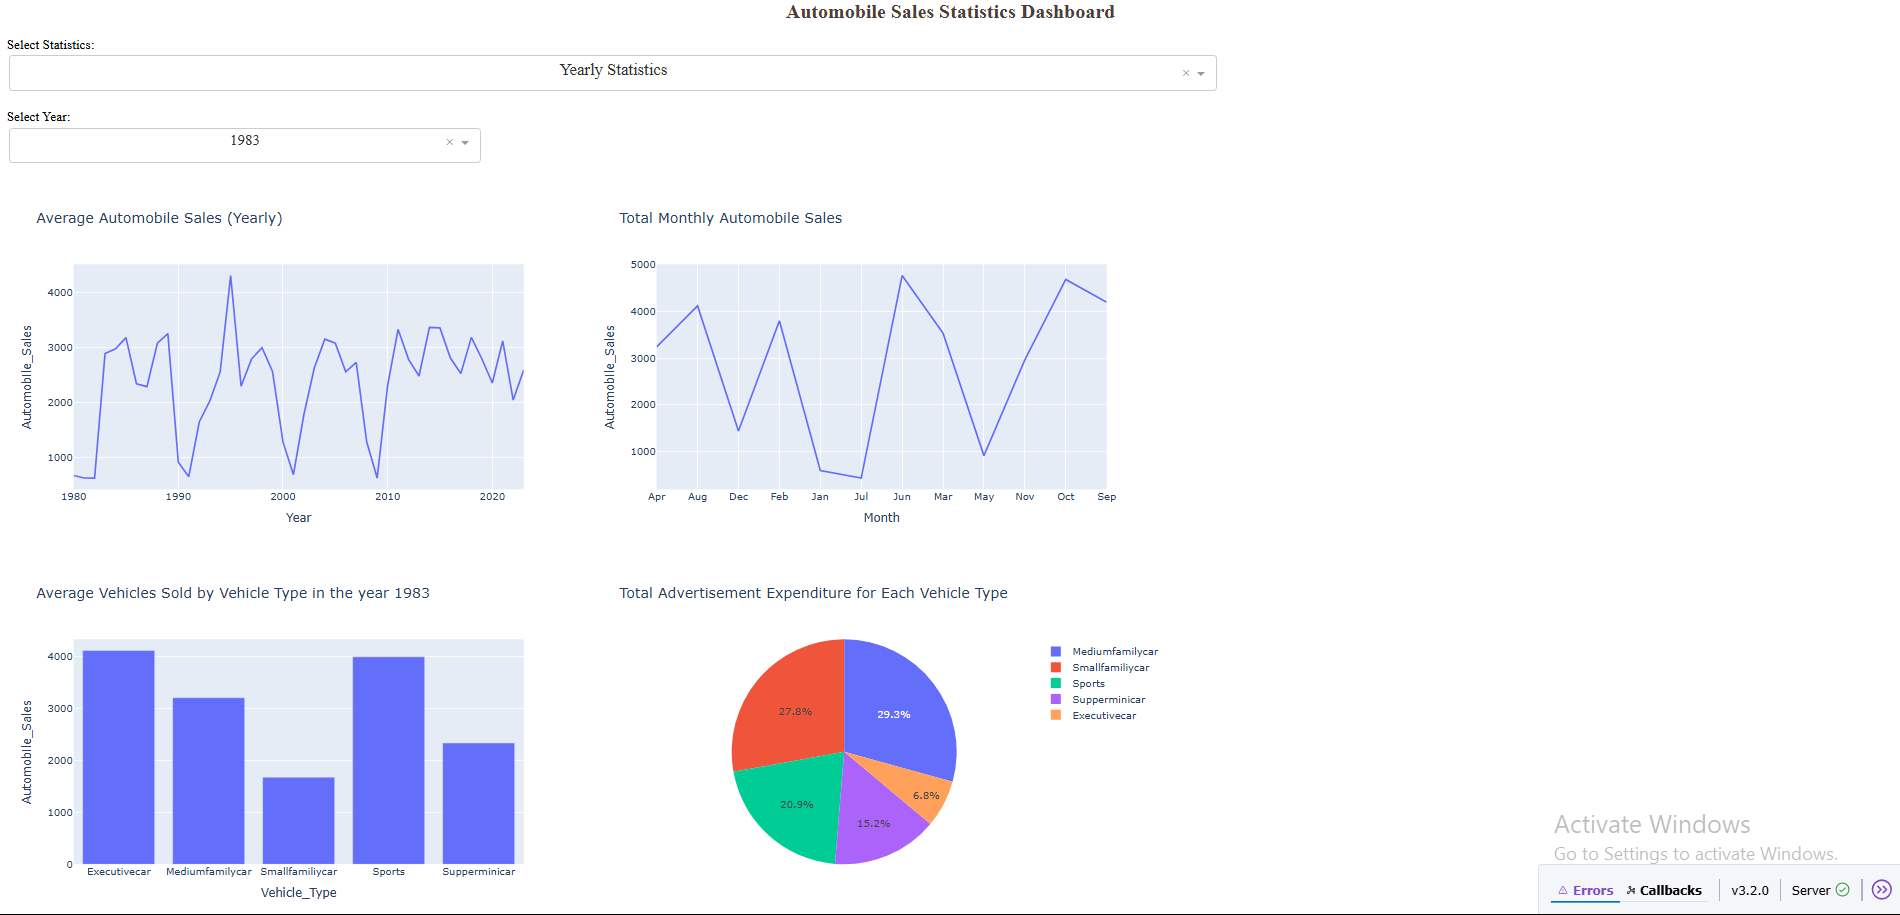 Automobile Sales Statistics Dashboard
Select Statistics:
Yearly Statistics
×
Select Year:
1983
×
Average Automobile Sales (Yearly)
Automobile_Sales
4000
3000
2000
1000
1980 1990 2000 2010 2020
Year
Total Monthly Automobile Sales
Automobile_Sales
5000
4000
3000
2000
1000
Apr Aug Dec Feb Jan Jul Jun Mar May Nov Oct Sep
Month
Average Vehicles Sold by Vehicle Type in the year 1983
Automobile_Sales
4000
3000
2000
1000
0
Executivecar Mediumfamilycar Smallfamiliycar Sports Supperminicar
Vehicle_Type
Total Advertisement Expenditure for Each Vehicle Type
27.8%
29.3%
6.8%
20.9%
15.2%
Mediumfamilycar
Smallfamiliycar
Sports
Supperminicar
Executivecar
Activate Windows
Go to Settings to activate Windows.
Errors Callbacks v3.2.0 Server